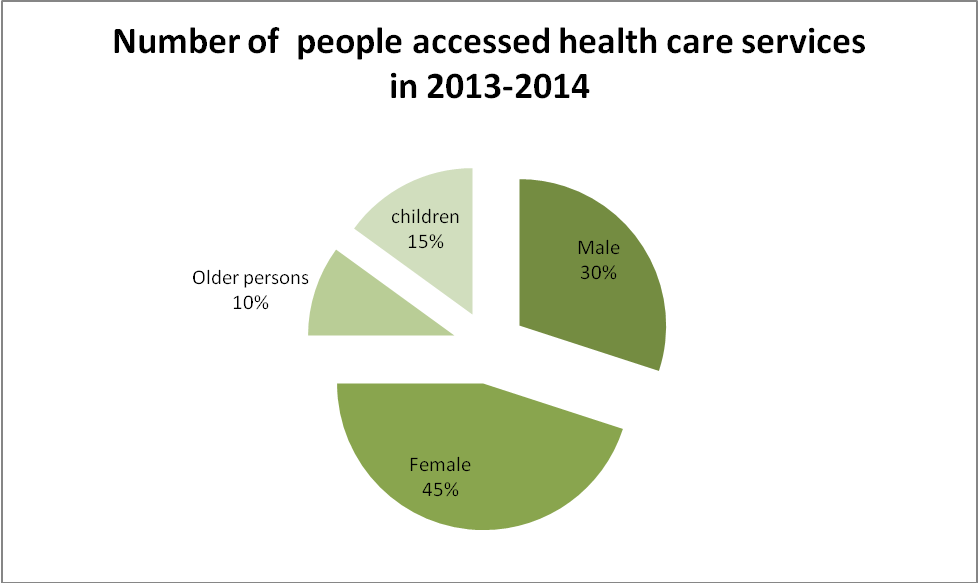 Number of  people accessed health care services
in 2013-2014
children
15%
Male
30%
Older persons
10%
Female
45%